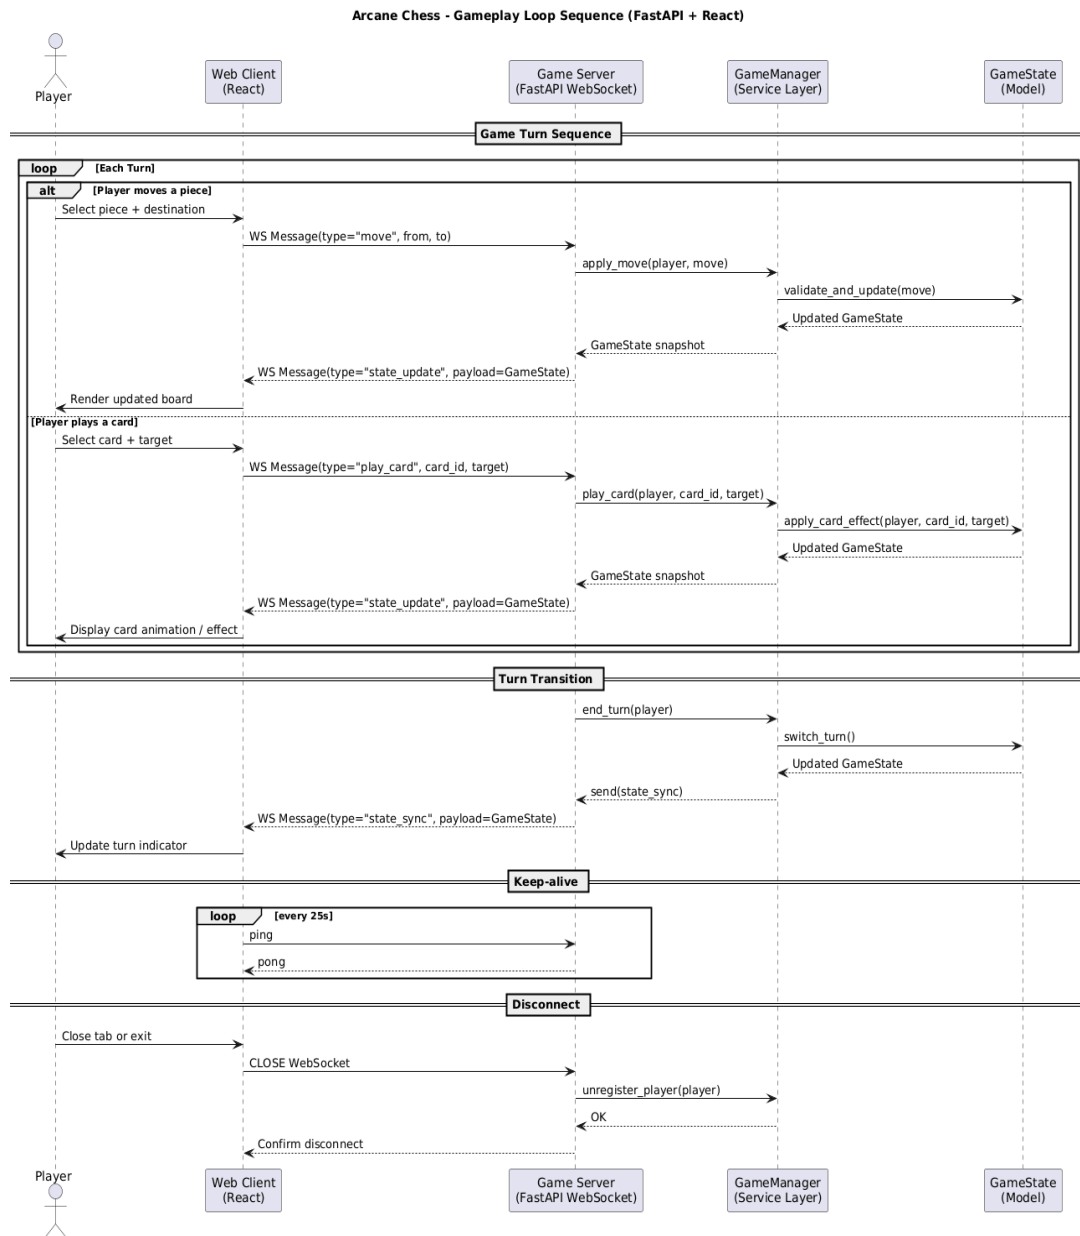 Arcane Chess - Gameplay Loop Sequence (FastAPI + React)
Player
Web Client
(React)
Game Server
(FastAPI WebSocket)
GameManager
(Service Layer)
GameState
(Model)
Game Turn Sequence
loop [Each Turn]
alt [Player moves a piece]
Select piece + destination
WS Message(type="move", from, to)
apply_move(player, move)
validate_and_update(move)
Updated GameState
GameState snapshot
WS Message(type="state_update", payload=GameState)
Render updated board
[Player plays a card]
Select card + target
WS Message(type="play_card", card_id, target)
play_card(player, card_id, target)
apply_card_effect(player, card_id, target)
Updated GameState
GameState snapshot
WS Message(type="state_update", payload=GameState)
Display card animation / effect
Turn Transition
end_turn(player)
switch_turn()
Updated GameState
send(state_sync)
WS Message(type="state_sync", payload=GameState)
Update turn indicator
Keep-alive
loop [every 25s]
ping
pong
Disconnect
Close tab or exit
CLOSE WebSocket
unregister_player(player)
OK
Confirm disconnect
Player
Web Client
(React)
Game Server
(FastAPI WebSocket)
GameManager
(Service Layer)
GameState
(Model)